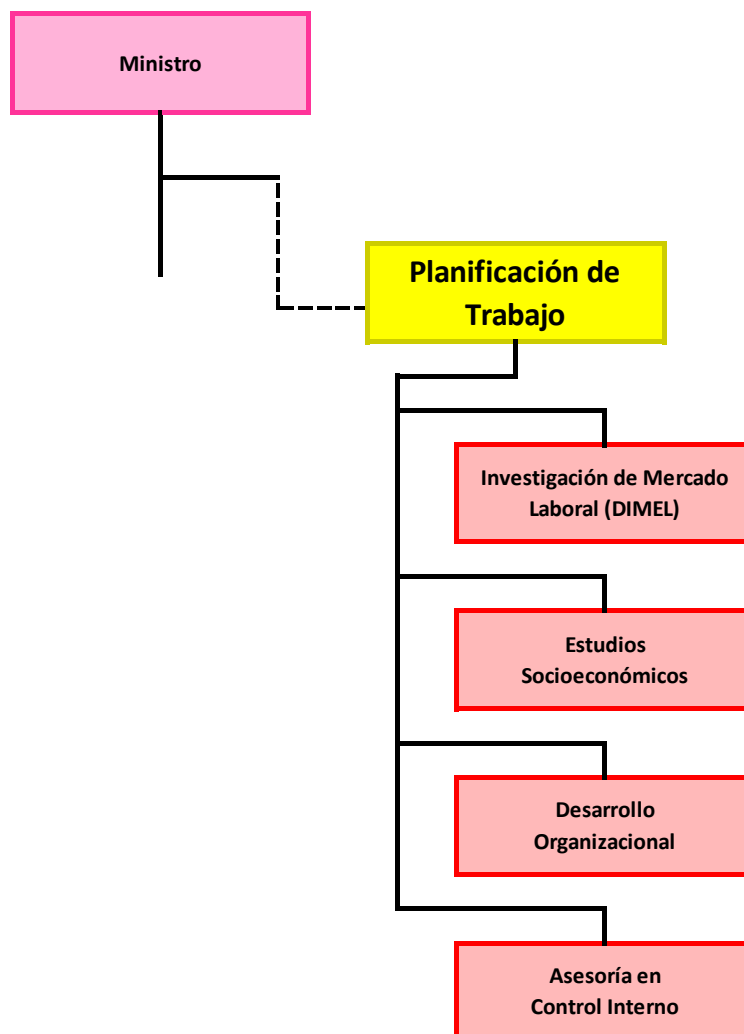 Ministro
Planificación de
Trabajo
Investigación de Mercado
Laboral (DIMEL)
Estudios
Socioeconómicos
Desarrollo
Organizacional
Asesoría en
Control Interno